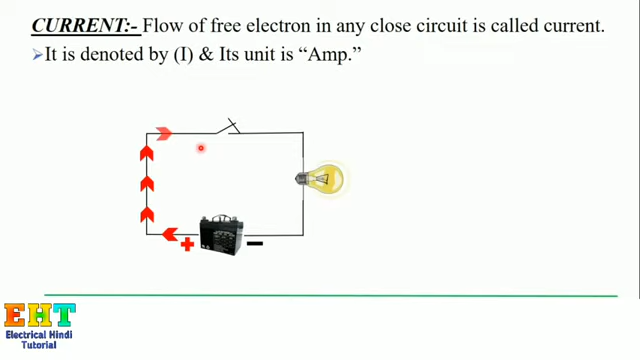 CURRENT:- Flow of free electron in any close circuit is called current.
➢It is denoted by (I) & Its unit is “Amp.”
+ −
EHT
Electrical Hindi
Tutorial